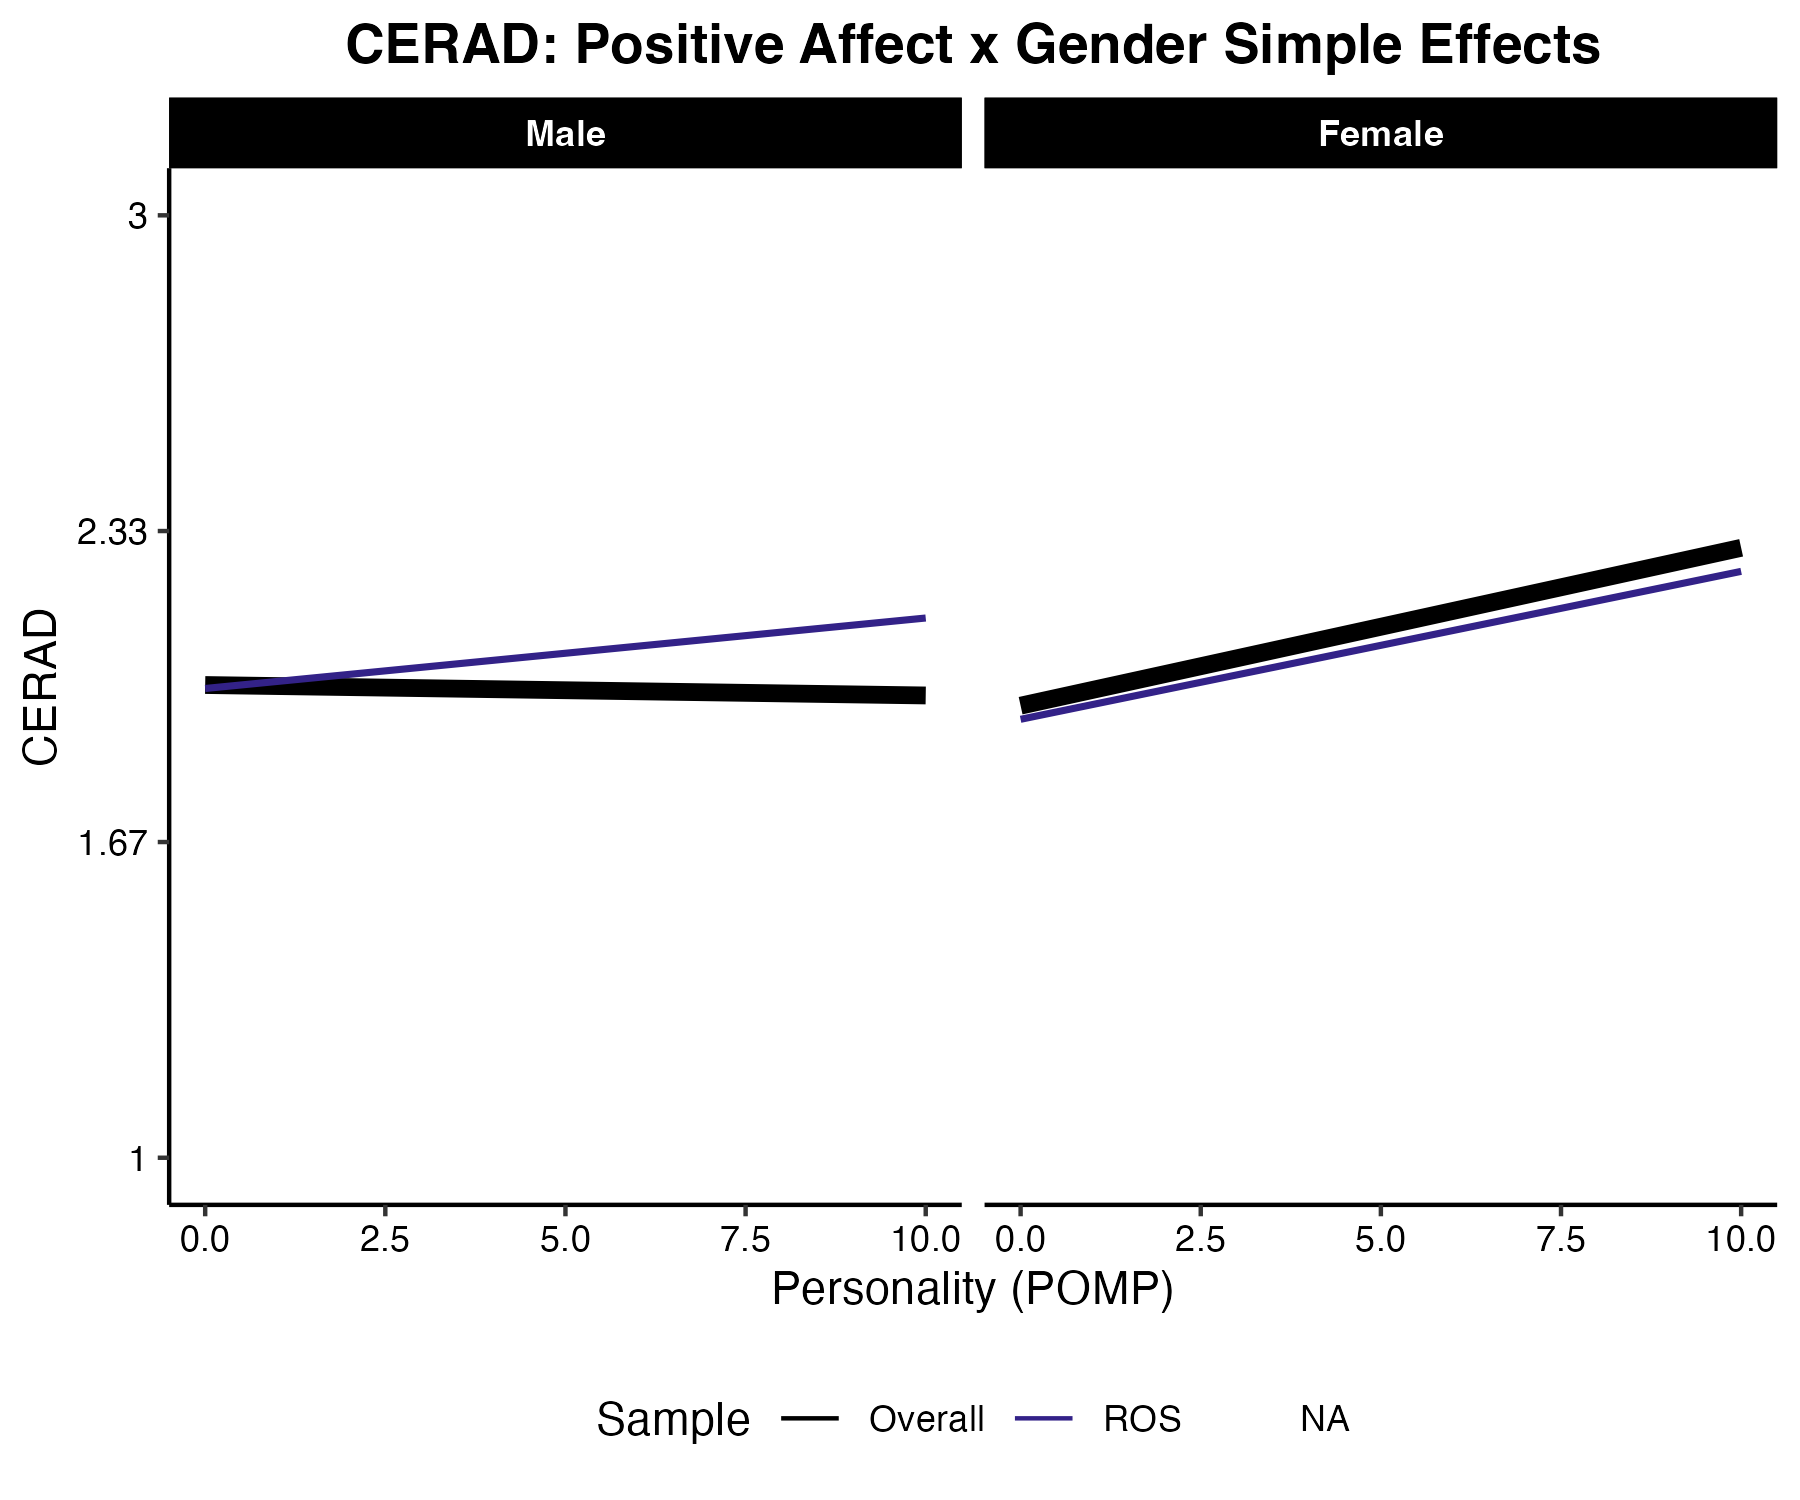 CERAD: Positive Affect x Gender Simple Effects
Male
Female
3
2.33
1.67
1
CERAD
0.0 2.5 5.0 7.5 10.0 0.0 2.5 5.0 7.5 10.0
Personality (POMP)
Sample Overall ROS NA